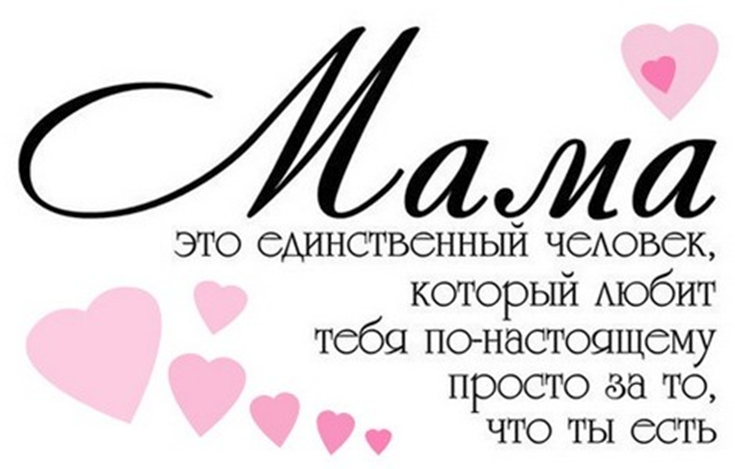 Мама
это единственный человек,
который любит
тебя по-настоящему
просто за то,
что ты есть